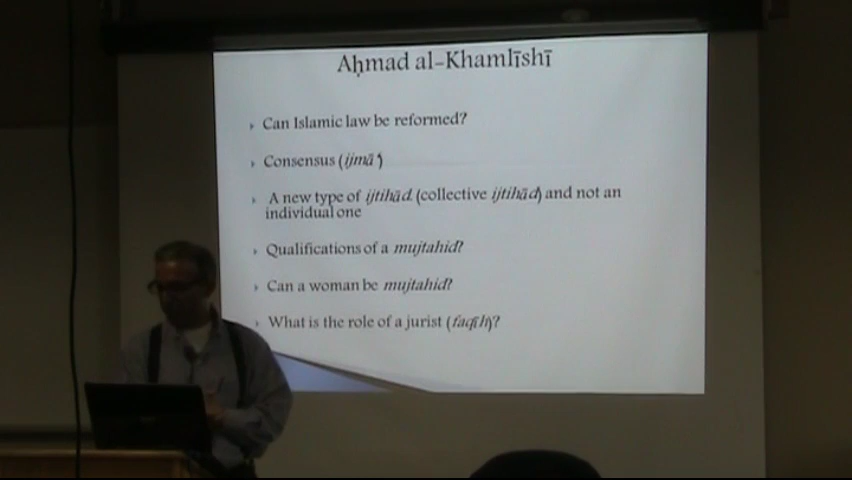 Aḥmad al-Khamlīshī
Can Islamic law be reformed?
Consensus (ijmāʿ)
A new type of ijtihād (collective ijtihād) and not an
individual one
Qualifications of a mujtahid?
Can a woman be mujtahid?
What is the role of a jurist (faqīh)?